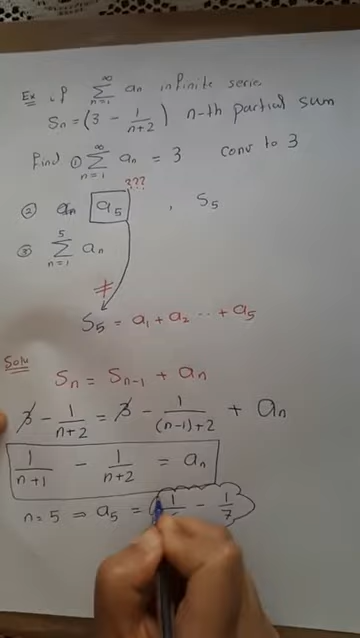 Ex if ∑_{n=1}^{∞} an infinite serie
Sn = (3 - 1/(n+2)) n-th partial sum
find ① ∑_{n=1}^{∞} an = 3 conv to 3
???
② an a5 , S5
③ ∑_{n=1}^{5} an
≠
S5 = a1 + a2 .. + a5
Solu
Sn = Sn-1 + an
3 - 1/(n+2) = 3 - 1/((n-1)+2) + an
1/(n+1) - 1/(n+2) = an
n=5 ⇒ a5 = 1/ - 1/7